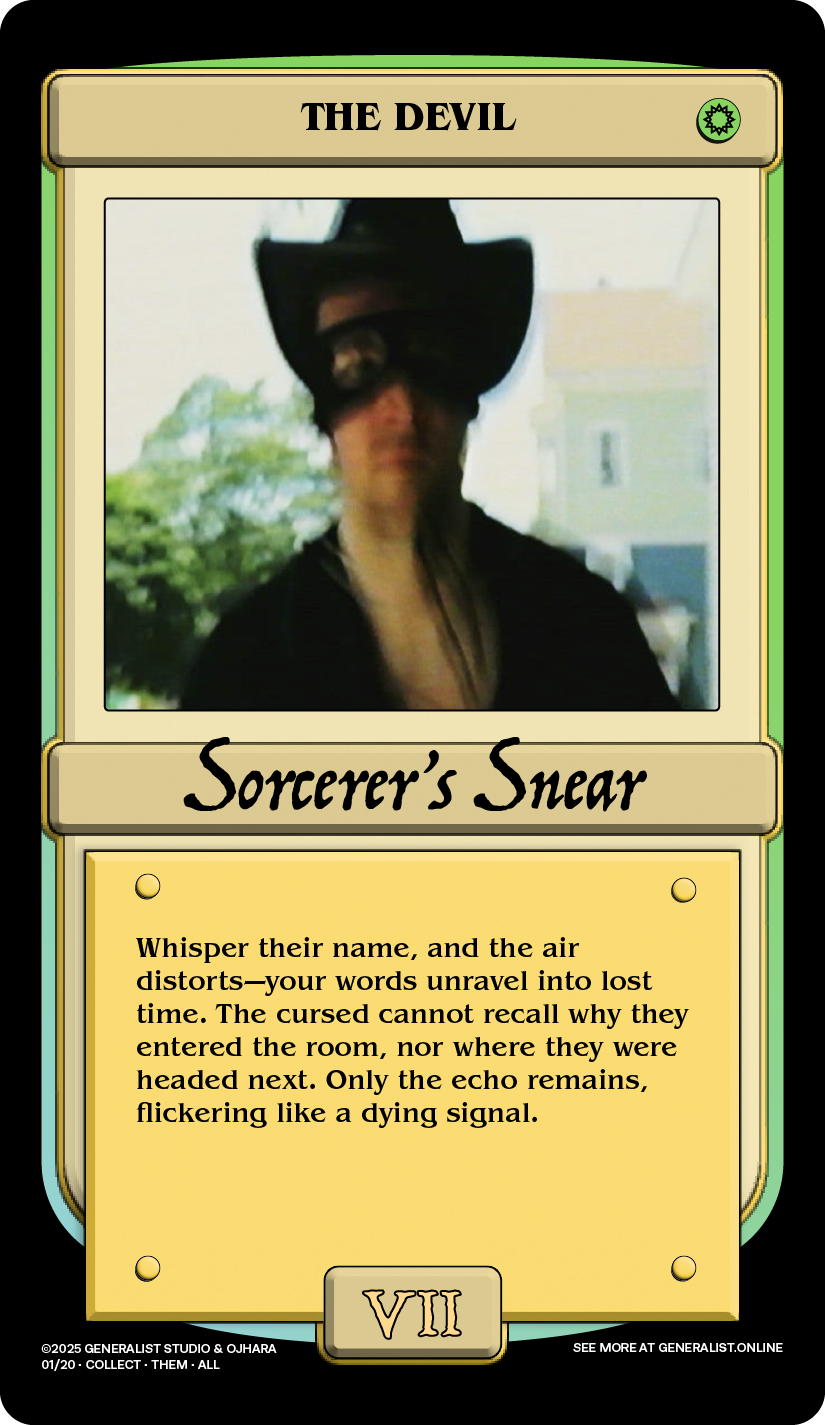 THE DEVIL
Sorcerer's Snear
Whisper their name, and the air
distorts—your words unravel into lost
time. The cursed cannot recall why they
entered the room, nor where they were
headed next. Only the echo remains,
flickering like a dying signal.
VII
©2025 GENERALIST STUDIO & OJHARA
01/20 · COLLECT · THEM · ALL
SEE MORE AT GENERALIST.ONLINE